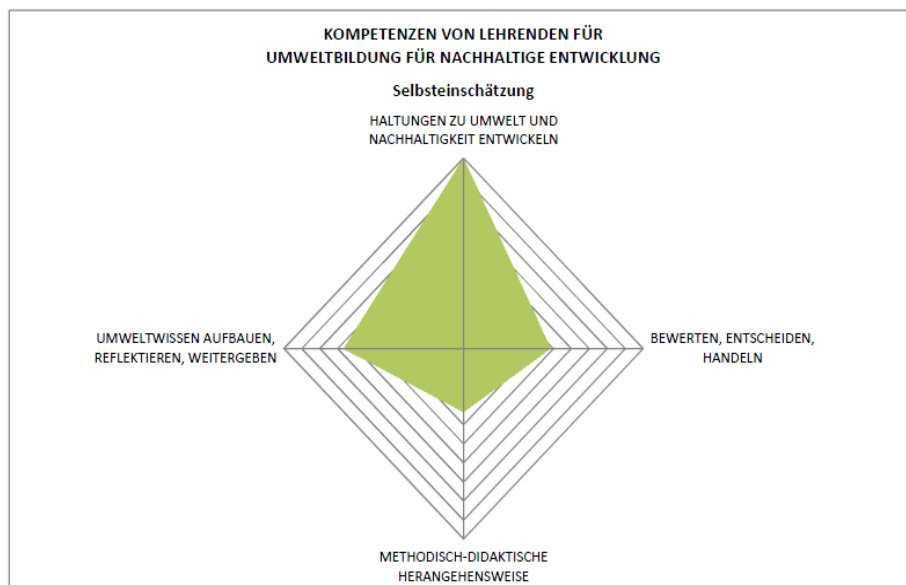 KOMPETENZEN VON LEHRENDEN FÜR
UMWELTBILDUNG FÜR NACHHALTIGE ENTWICKLUNG
Selbsteinschätzung
HALTUNGEN ZU UMWELT UND
NACHHALTIGKEIT ENTWICKELN
UMWELTWISSEN AUFBAUEN,
REFLEKTIEREN, WEITERGEBEN
BEWERTEN, ENTSCHEIDEN,
HANDELN
METHODISCH-DIDAKTISCHE
HERANGEHENSWEISE